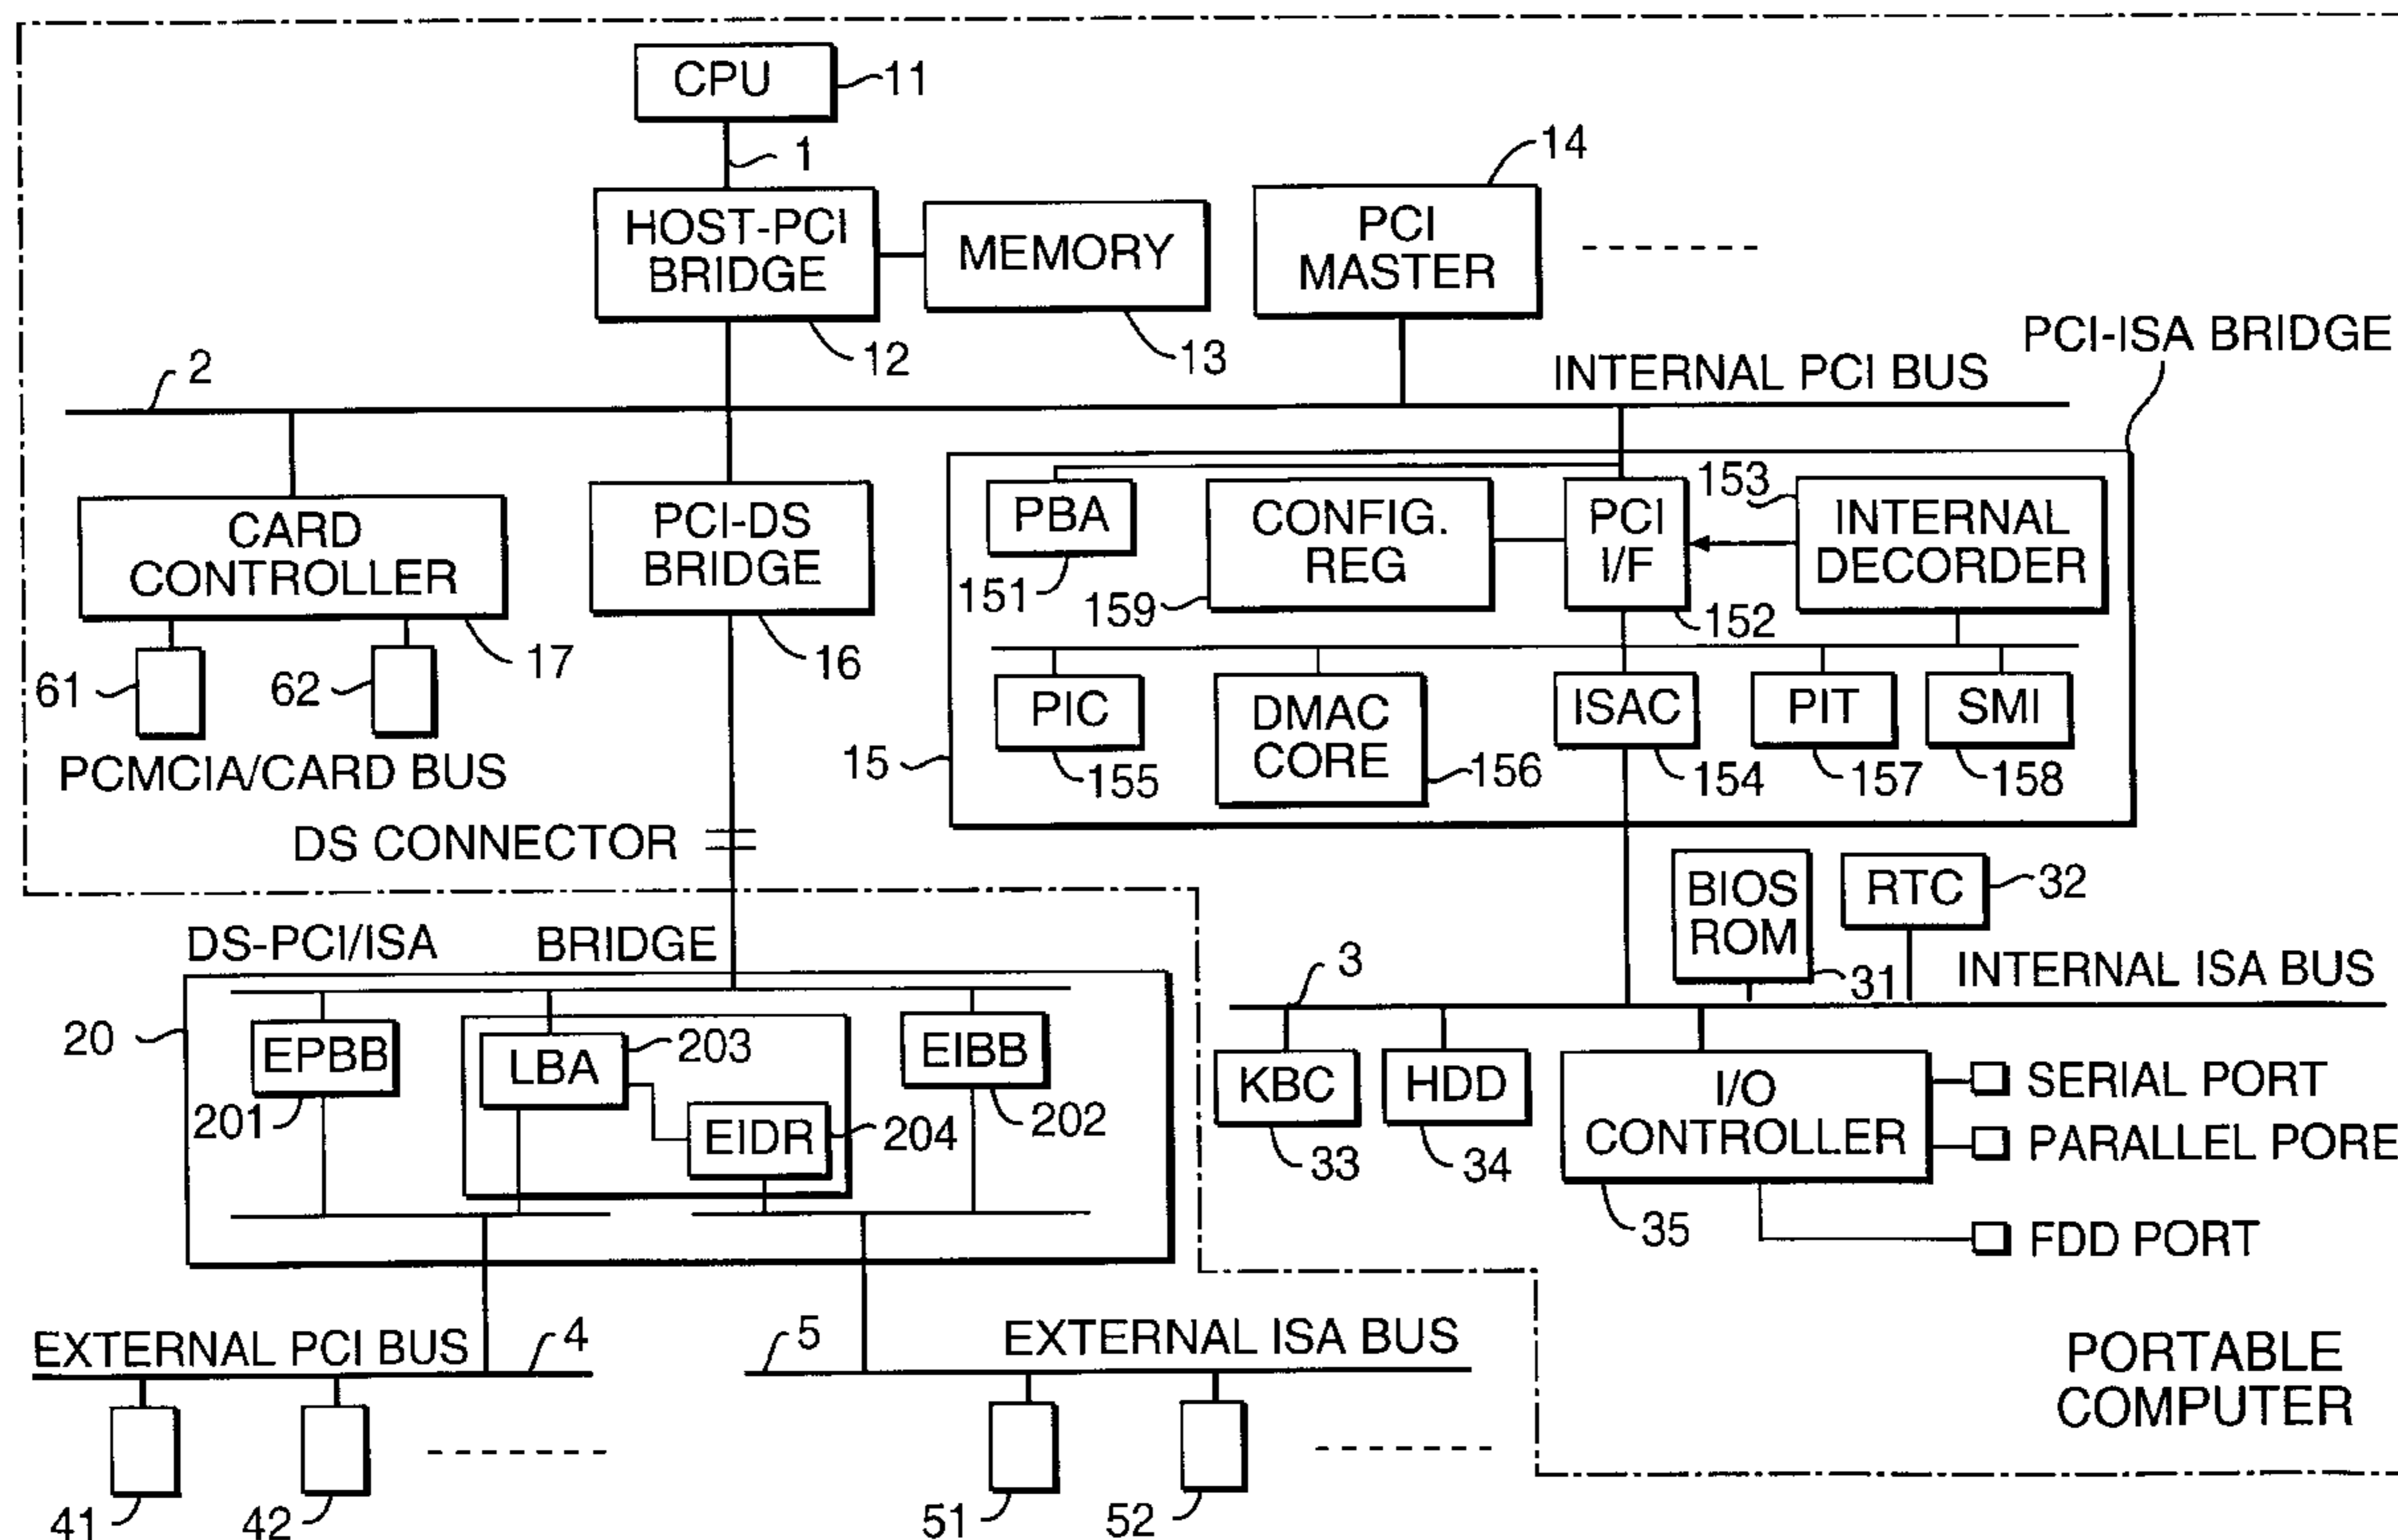 CPU
11
1
14
HOST-PCI
BRIDGE
MEMORY
PCI
MASTER
12
13
PCI-ISA BRIDGE
2
INTERNAL PCI BUS
CARD
CONTROLLER
PCI-DS
BRIDGE
PBA
CONFIG.
REG
PCI
I/F
153
INTERNAL
DECORDER
151
159
152
61
62
17
16
PIC
DMAC
CORE
ISAC
PIT
SMI
PCMCIA/CARD BUS
15
155
156
154
157
158
DS CONNECTOR
BIOS
ROM
RTC
32
DS-PCI/ISA BRIDGE
3
31
INTERNAL ISA BUS
20
EPBB
LBA
203
EIBB
KBC
HDD
I/O
CONTROLLER
SERIAL PORT
201
EIDR
204
202
PARALLEL PORE
33
34
35
FDD PORT
EXTERNAL PCI BUS
4
5
EXTERNAL ISA BUS
PORTABLE
COMPUTER
41
42
51
52